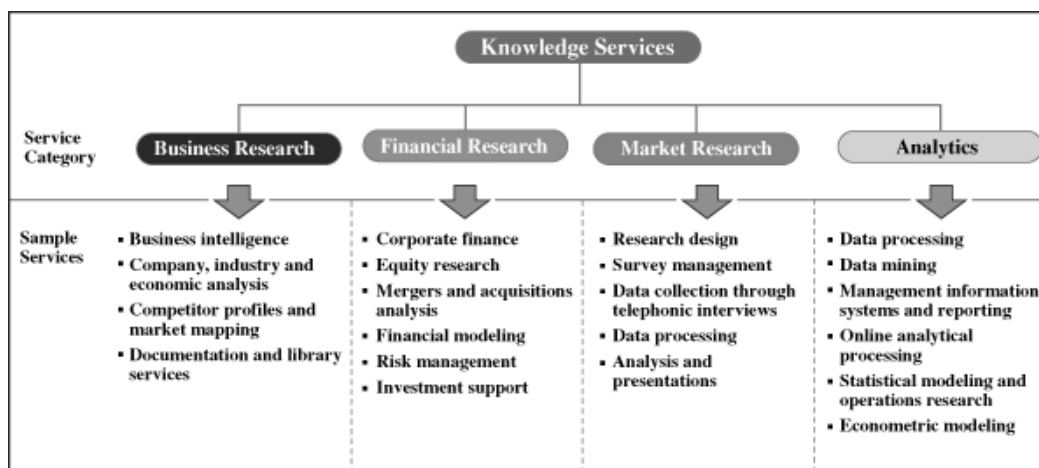 Knowledge Services
Service
Category
Business Research
Financial Research
Market Research
Analytics
Sample
Services
▪ Business intelligence
▪ Company, industry and
economic analysis
▪ Competitor profiles and
market mapping
▪ Documentation and library
services
▪ Corporate finance
▪ Equity research
▪ Mergers and acquisitions
analysis
▪ Financial modeling
▪ Risk management
▪ Investment support
▪ Research design
▪ Survey management
▪ Data collection through
telephonic interviews
▪ Data processing
▪ Analysis and
presentations
▪ Data processing
▪ Data mining
▪ Management information
systems and reporting
▪ Online analytical
processing
▪ Statistical modeling and
operations research
▪ Econometric modeling